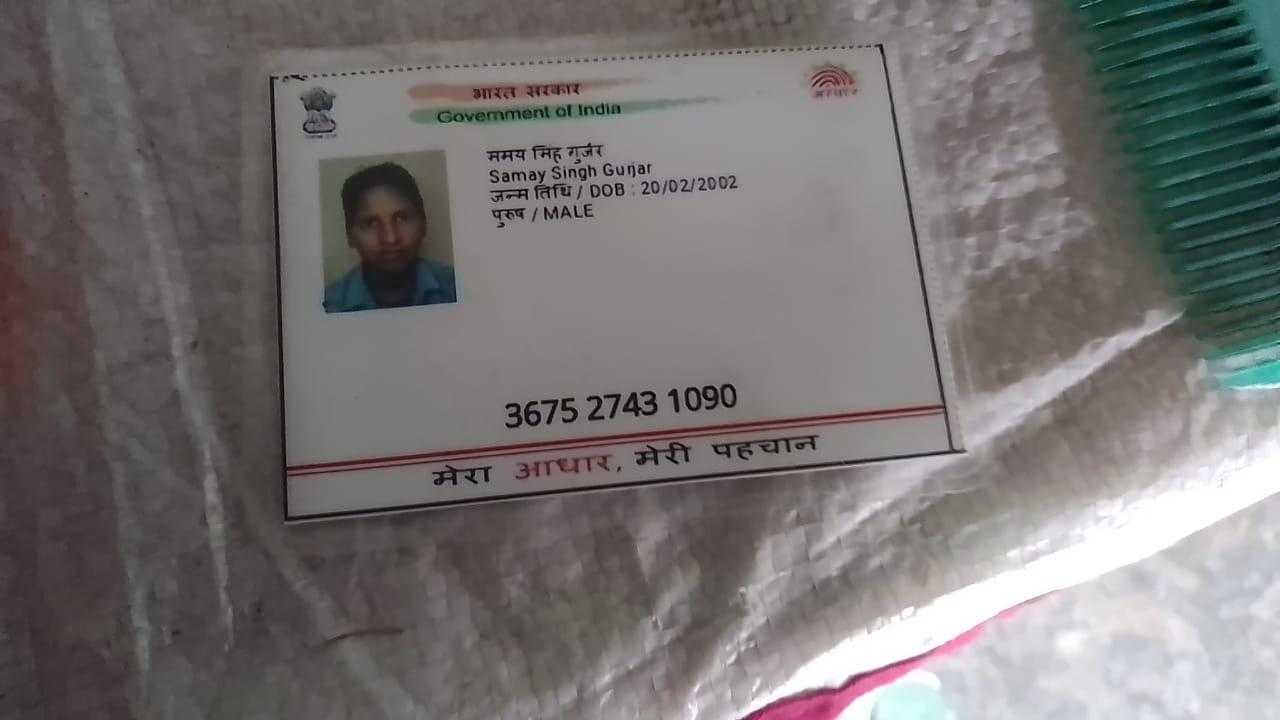 भारत सरकार
Government of India
समय सिंह गुर्जर
Samay Singh Gurjar
जन्म तिथि / DOB : 20/02/2002
पुरुष / MALE
3675 2743 1090
मेरा आधार, मेरी पहचान